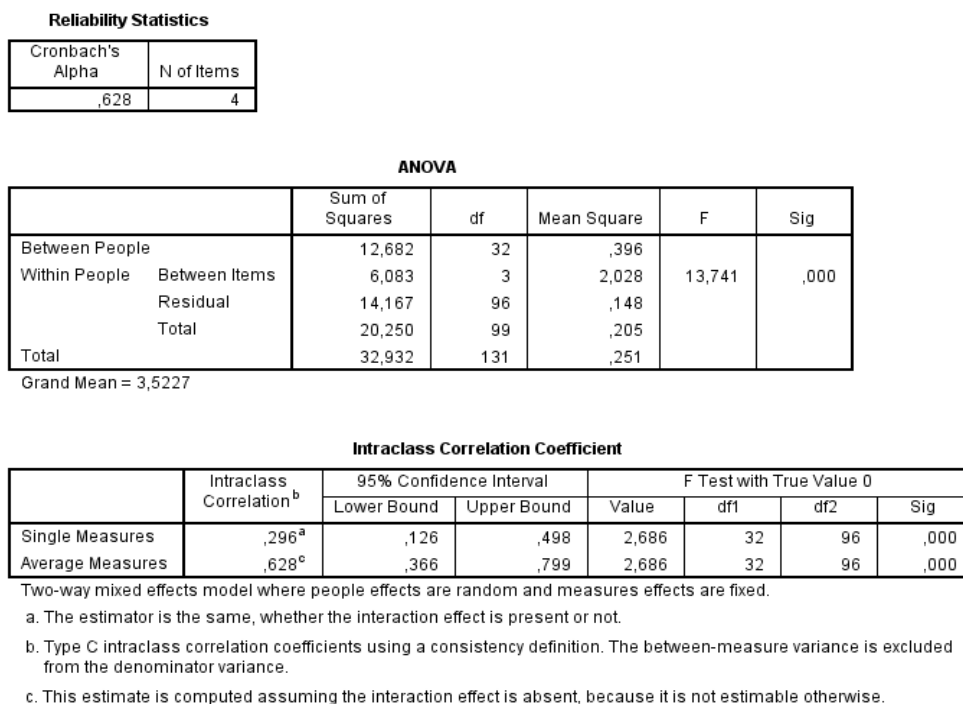 Reliability Statistics
Cronbach's
Alpha N of Items
,628 4
ANOVA
Sum of
Squares df Mean Square F Sig
Between People 12,682 32 ,396
Within People Between Items 6,083 3 2,028 13,741 ,000
Residual 14,167 96 ,148
Total 20,250 99 ,205
Total 32,932 131 ,251
Grand Mean = 3,5227
Intraclass Correlation Coefficient
Intraclass
Correlation b 95% Confidence Interval F Test with True Value 0
Lower Bound Upper Bound Value df1 df2 Sig
Single Measures ,296a ,126 ,498 2,686 32 96 ,000
Average Measures ,628c ,366 ,799 2,686 32 96 ,000
Two-way mixed effects model where people effects are random and measures effects are fixed.
a. The estimator is the same, whether the interaction effect is present or not.
b. Type C intraclass correlation coefficients using a consistency definition. The between-measure variance is excluded
from the denominator variance.
c. This estimate is computed assuming the interaction effect is absent, because it is not estimable otherwise.